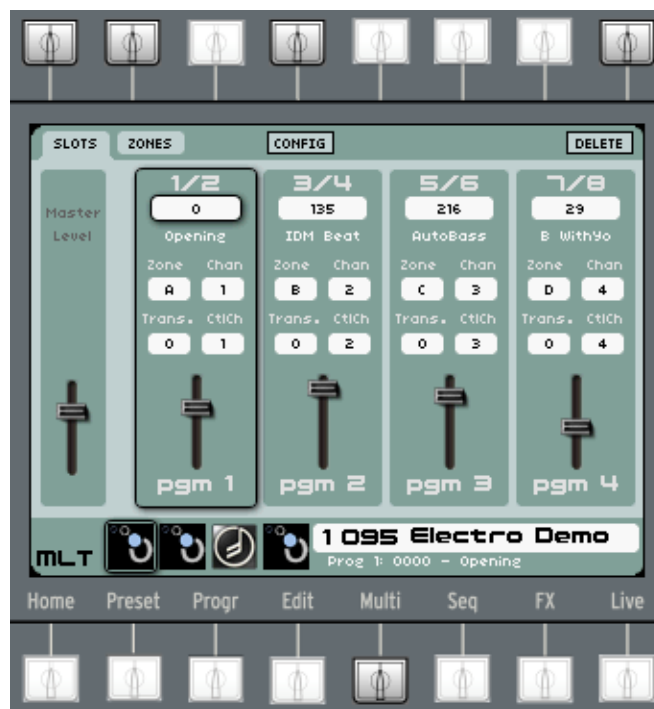 SLOTS ZONES CONFIG DELETE
1/2 3/4 5/6 7/8
0 135 216 29
Master Level
Opening IDM Beat AutoBass B WithYo
Zone Chan Zone Chan Zone Chan Zone Chan
A 1 B 2 C 3 D 4
Trans. CtlCh Trans. CtlCh Trans. CtlCh Trans. CtlCh
0 1 0 2 0 3 0 4
pgm 1 pgm 2 pgm 3 pgm 4
MLT 1 095 Electro Demo
Prog 1: 0000 - Opening
Home Preset Progr Edit Multi Seq FX Live